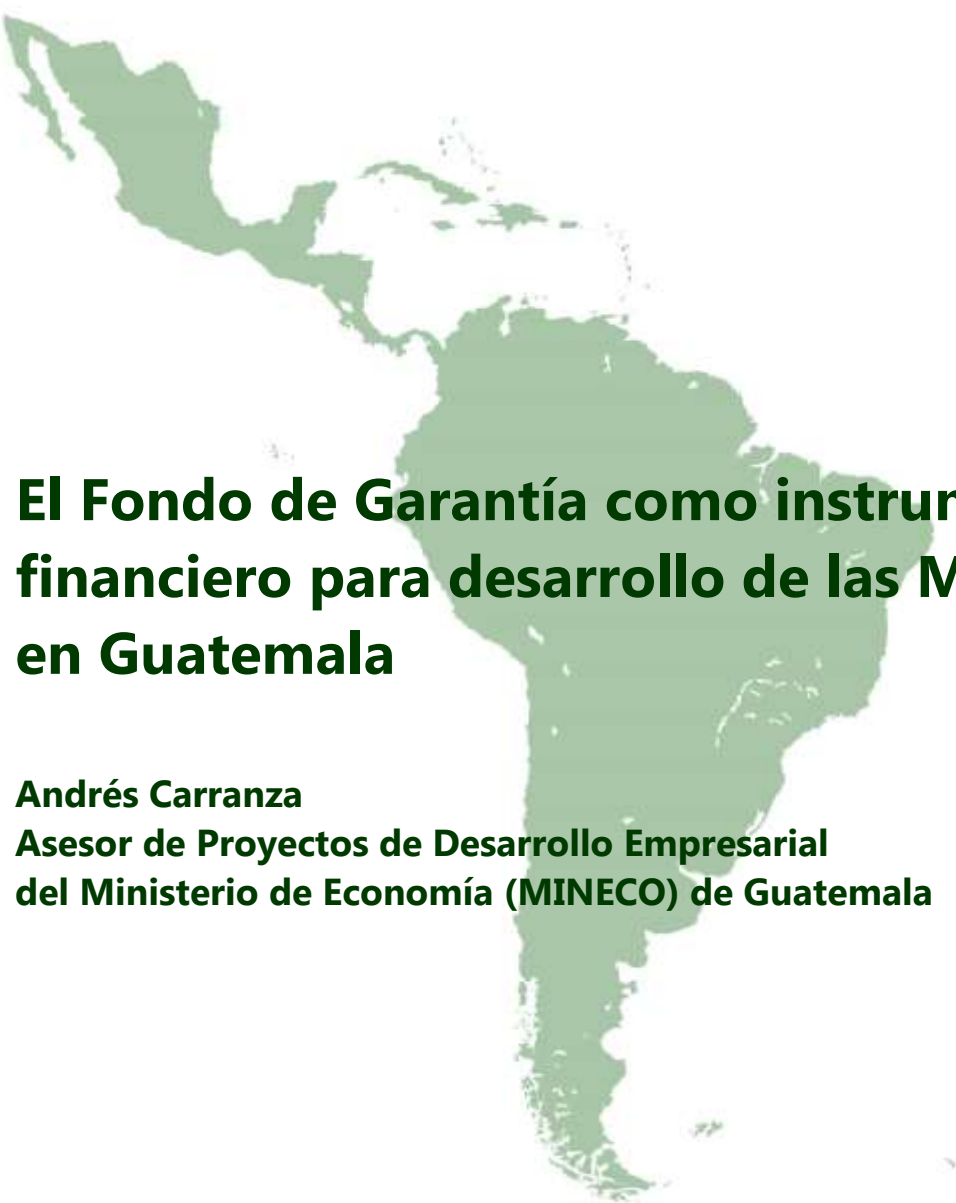 El Fondo de Garantía como instrur
financiero para desarrollo de las M
en Guatemala
Andrés Carranza
Asesor de Proyectos de Desarrollo Empresarial
del Ministerio de Economía (MINECO) de Guatemala